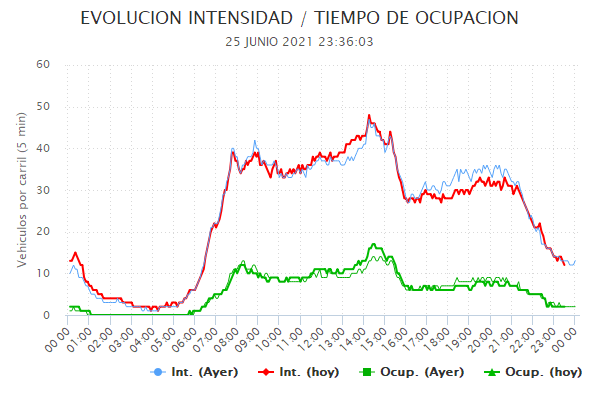 EVOLUCION INTENSIDAD / TIEMPO DE OCUPACION
25 JUNIO 2021 23:36:03
Vehiculos por carril (5 min)
60
50
40
30
20
10
0
00:00 01:00 02:00 03:00 04:00 05:00 06:00 07:00 08:00 09:00 10:00 11:00 12:00 13:00 14:00 15:00 16:00 17:00 18:00 19:00 20:00 21:00 22:00 23:00 00:00
Int. (Ayer) Int. (hoy) Ocup. (Ayer) Ocup. (hoy)